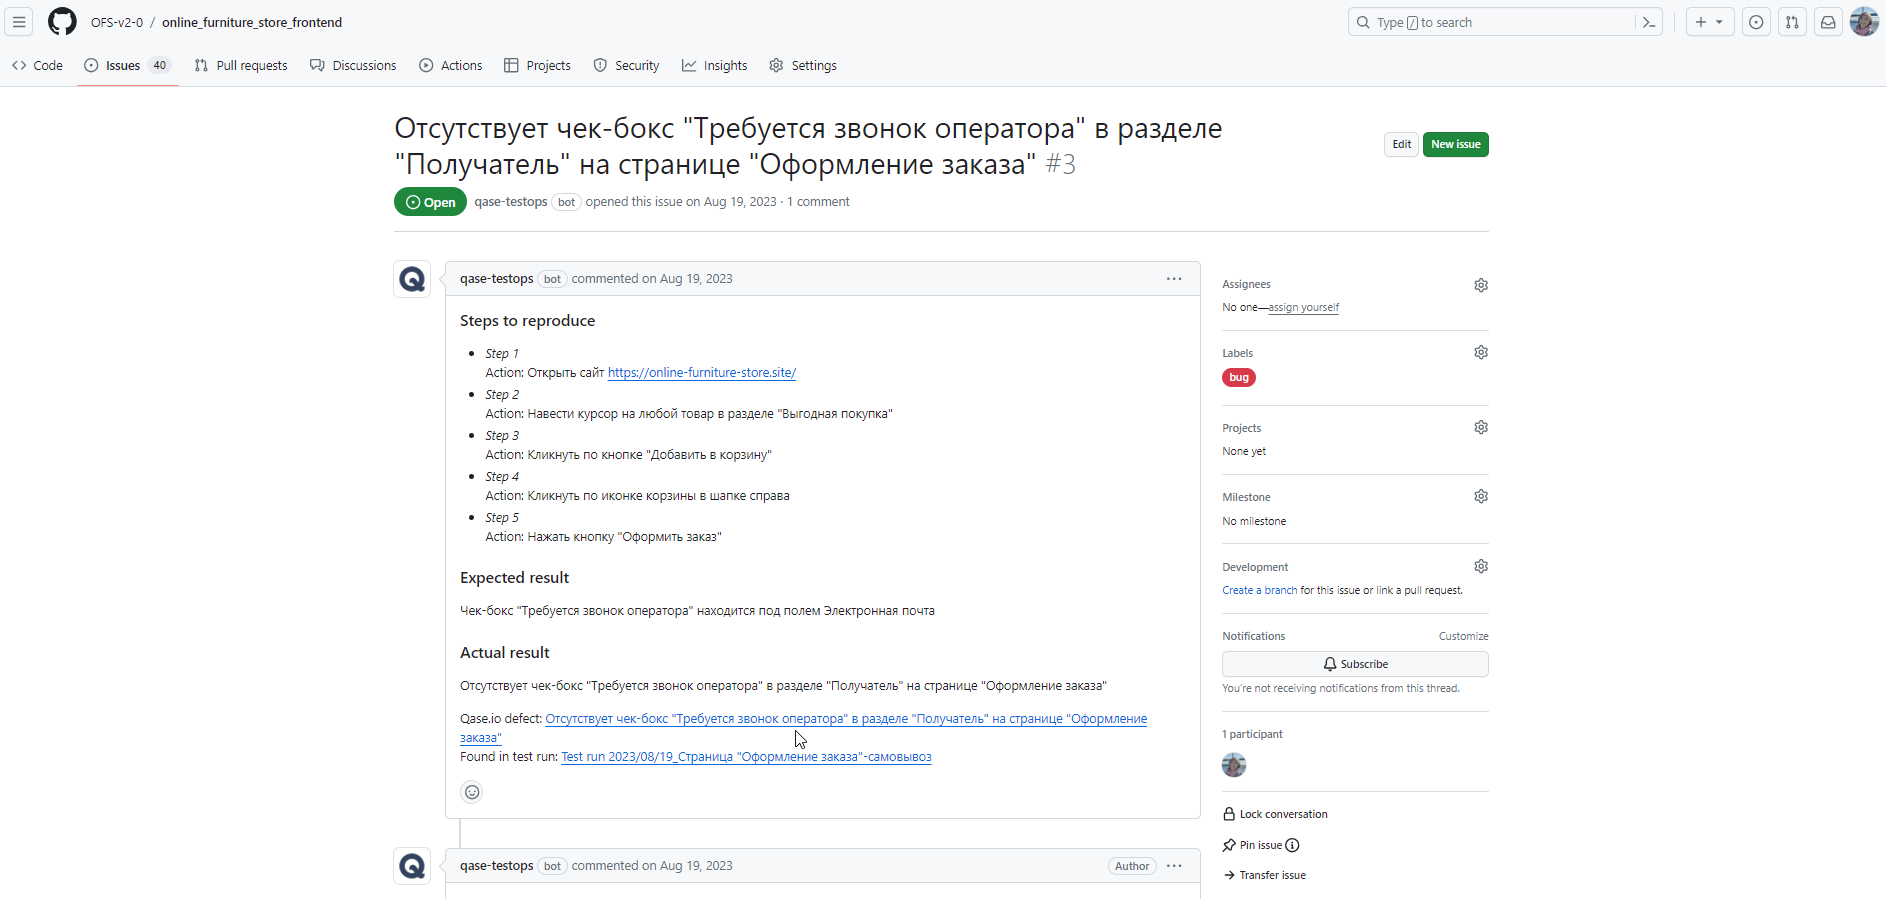 OFS-v2-0 / online_furniture_store_frontend
Type / to search
Code
Issues 40
Pull requests
Discussions
Actions
Projects
Security
Insights
Settings
Отсутствует чек-бокс "Требуется звонок оператора" в разделе
"Получатель" на странице "Оформление заказа" #3
Edit
New issue
Open
qase-testops bot opened this issue on Aug 19, 2023 · 1 comment
qase-testops bot commented on Aug 19, 2023
Steps to reproduce
Step 1
Action: Открыть сайт https://online-furniture-store.site/
Step 2
Action: Навести курсор на любой товар в разделе "Выгодная покупка"
Step 3
Action: Кликнуть по кнопке "Добавить в корзину"
Step 4
Action: Кликнуть по иконке корзины в шапке справа
Step 5
Action: Нажать кнопку "Оформить заказ"
Expected result
Чек-бокс "Требуется звонок оператора" находится под полем Электронная почта
Actual result
Отсутствует чек-бокс "Требуется звонок оператора" в разделе "Получатель" на странице "Оформление заказа"
Qase.io defect: Отсутствует чек-бокс "Требуется звонок оператора" в разделе "Получатель" на странице "Оформление
заказа"
Found in test run: Test run 2023/08/19_Страница "Оформление заказа"-самовывоз
qase-testops bot commented on Aug 19, 2023
Author
Assignees
No one—assign yourself
Labels
bug
Projects
None yet
Milestone
No milestone
Development
Create a branch for this issue or link a pull request.
Notifications
Customize
Subscribe
You're not receiving notifications from this thread.
1 participant
Lock conversation
Pin issue
Transfer issue